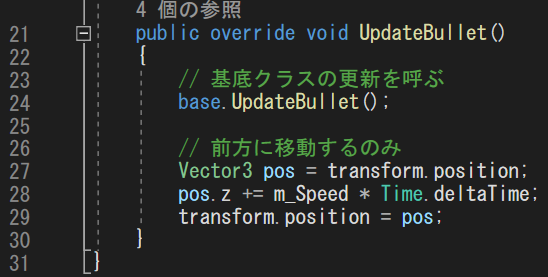 4 個の参照
21 public override void UpdateBullet()
22 {
23 // 基底クラスの更新を呼ぶ
24 base.UpdateBullet();
25
26 // 前方に移動するのみ
27 Vector3 pos = transform.position;
28 pos.z += m_Speed * Time.deltaTime;
29 transform.position = pos;
30 }
31 }